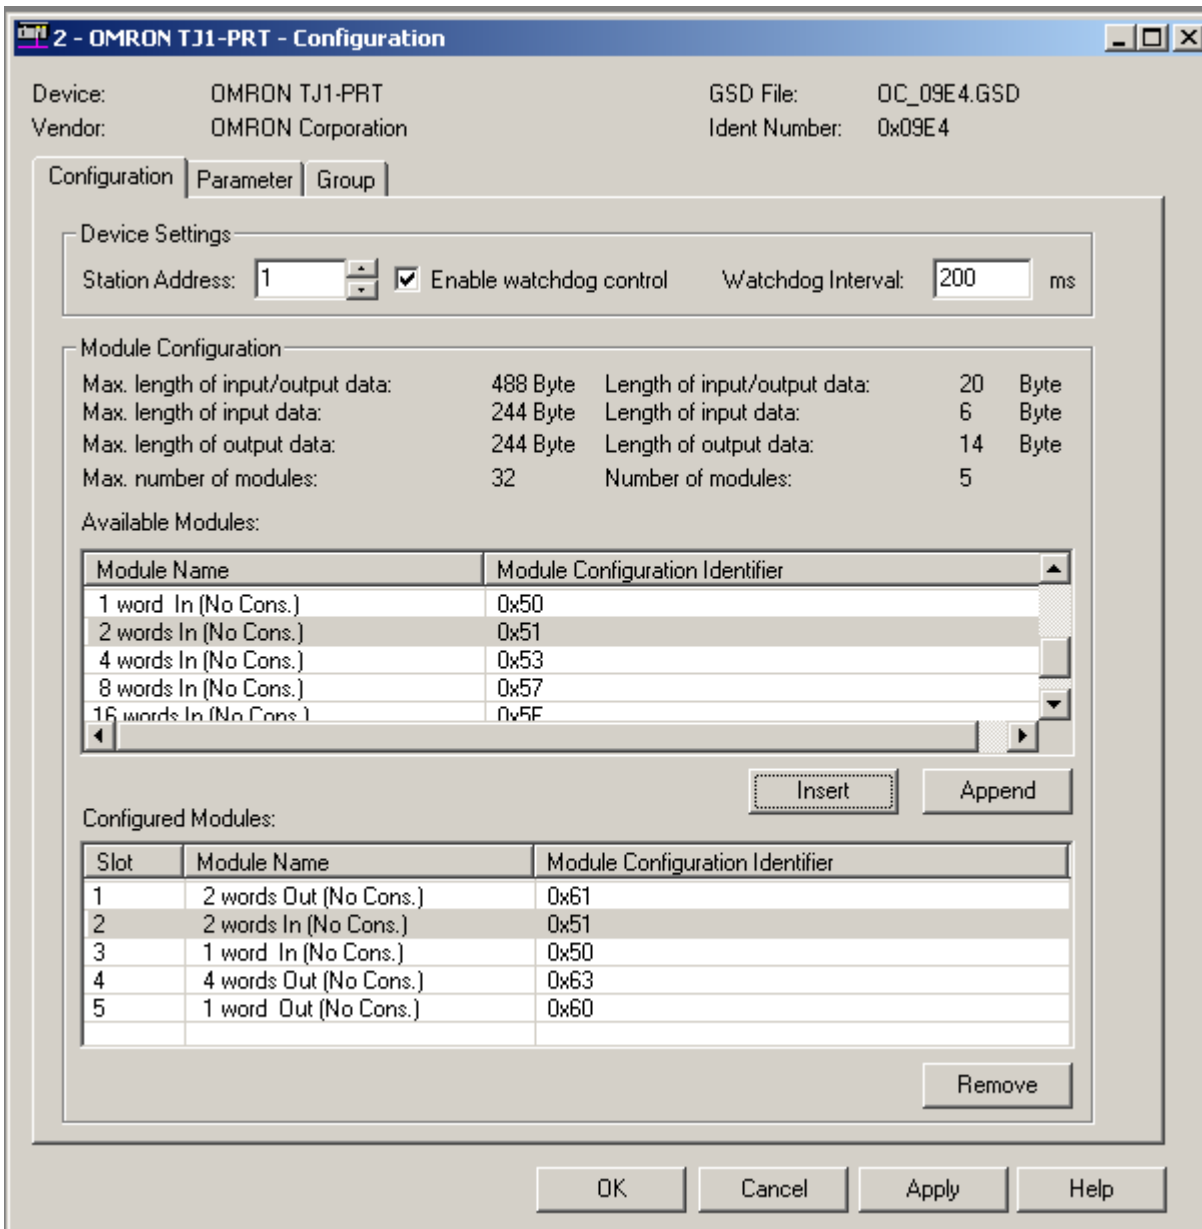 2 - OMRON TJ1-PRT - Configuration
Device: OMRON TJ1-PRT GSD File: OC_09E4.GSD
Vendor: OMRON Corporation Ident Number: 0x09E4
Configuration Parameter Group
Device Settings
Station Address: 1 Enable watchdog control Watchdog Interval: 200 ms
Module Configuration
Max. length of input/output data: 488 Byte Length of input/output data: 20 Byte
Max. length of input data: 244 Byte Length of input data: 6 Byte
Max. length of output data: 244 Byte Length of output data: 14 Byte
Max. number of modules: 32 Number of modules: 5
Available Modules:
Module Name Module Configuration Identifier
1 word In (No Cons.) 0x50
2 words In (No Cons.) 0x51
4 words In (No Cons.) 0x53
8 words In (No Cons.) 0x57
16 words In (No Cons.) 0x5F
Insert Append
Configured Modules:
Slot Module Name Module Configuration Identifier
1 2 words Out (No Cons.) 0x61
2 2 words In (No Cons.) 0x51
3 1 word In (No Cons.) 0x50
4 4 words Out (No Cons.) 0x63
5 1 word Out (No Cons.) 0x60
Remove
OK Cancel Apply Help